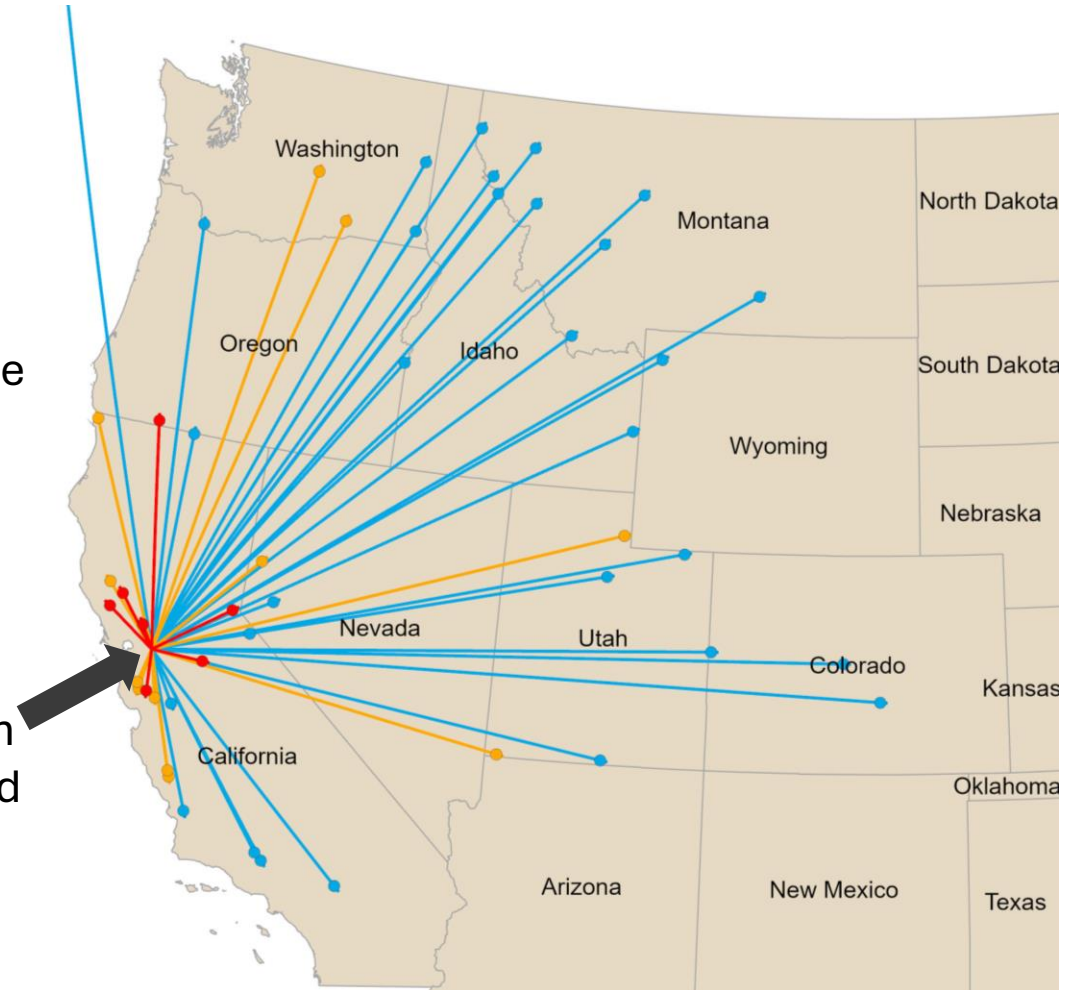 Washington
North Dakota
Montana
Oregon
Idaho
South Dakota
e
Wyoming
Nebraska
Nevada
Utah
Colorado
Kansas
n
California
d
Oklahoma
Arizona
New Mexico
Texas